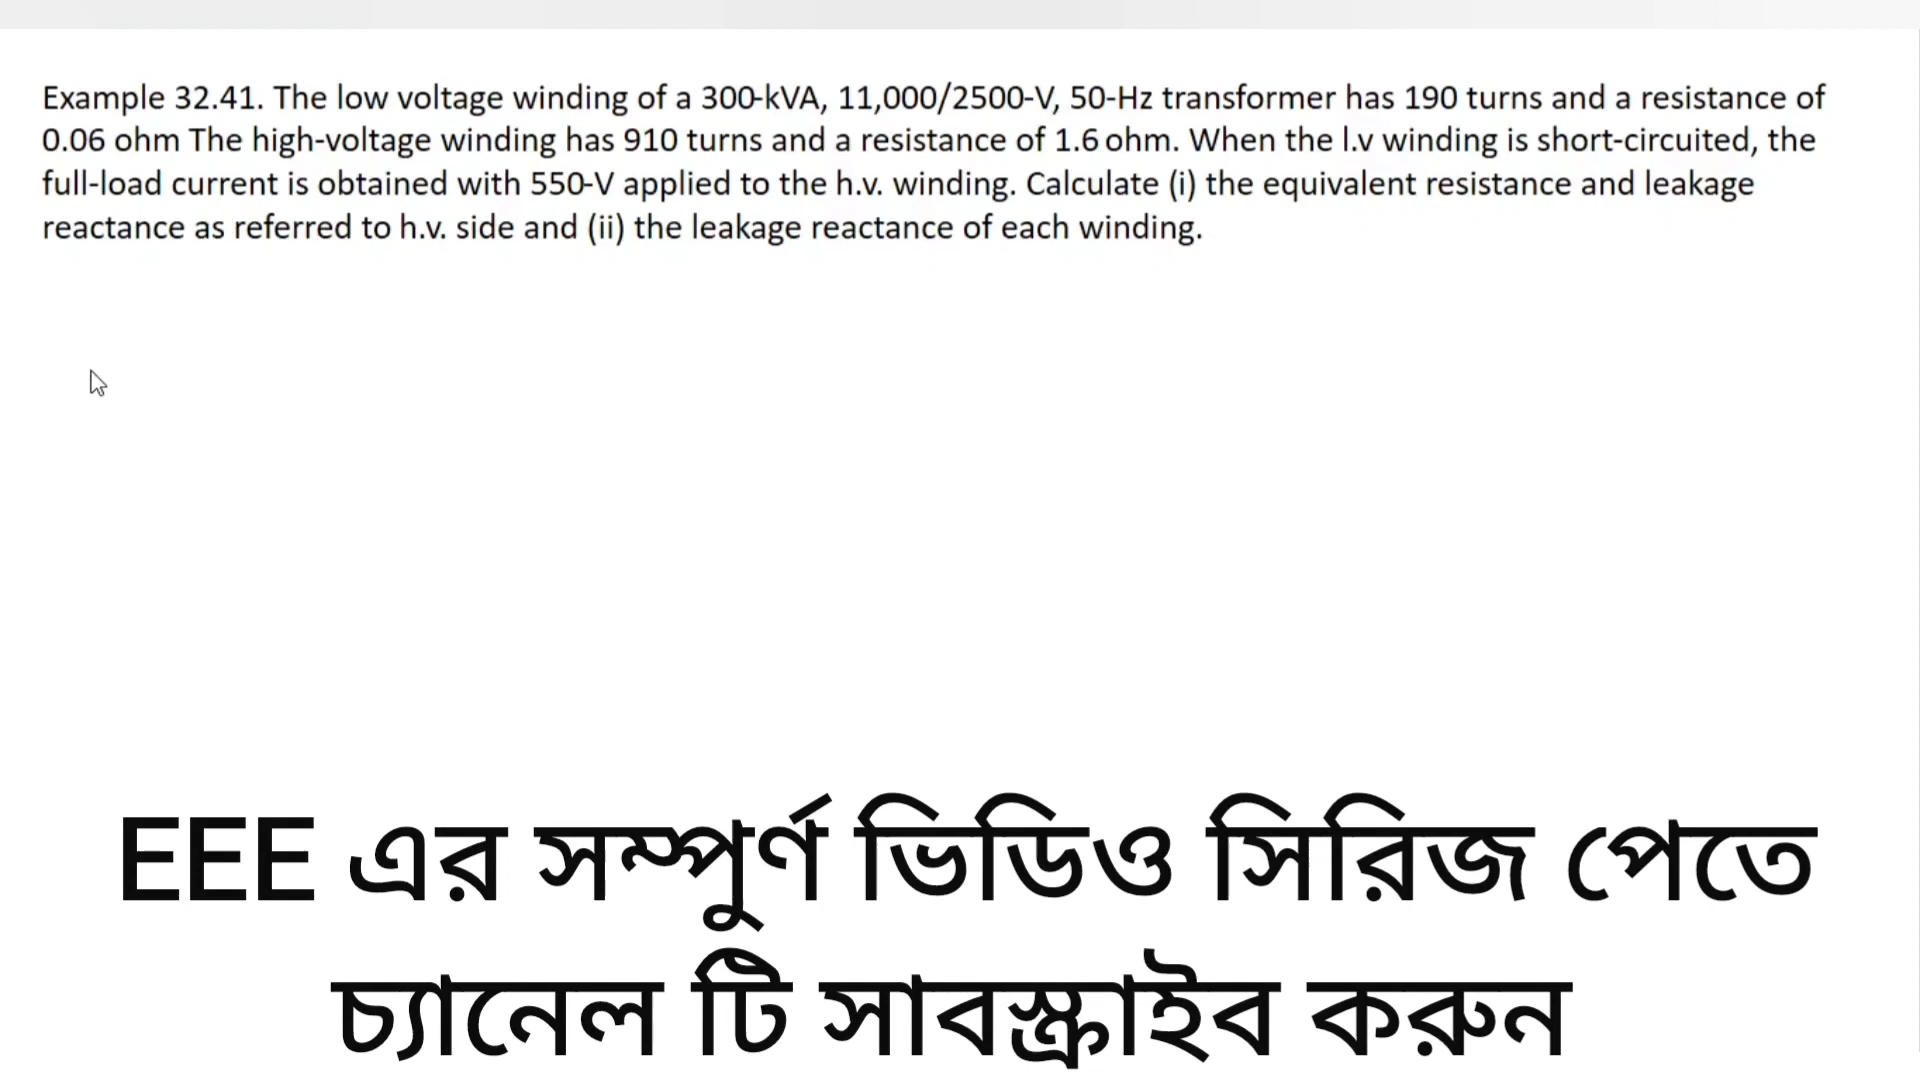 Example 32.41. The low voltage winding of a 300-kVA, 11,000/2500-V, 50-Hz transformer has 190 turns and a resistance of
0.06 ohm The high-voltage winding has 910 turns and a resistance of 1.6 ohm. When the l.v winding is short-circuited, the
full-load current is obtained with 550-V applied to the h.v. winding. Calculate (i) the equivalent resistance and leakage
reactance as referred to h.v. side and (ii) the leakage reactance of each winding.
EEE এর সম্পুর্ণ ভিডিও সিরিজ পেতে
চ্যানেল টি সাবস্ক্রাইব করুন